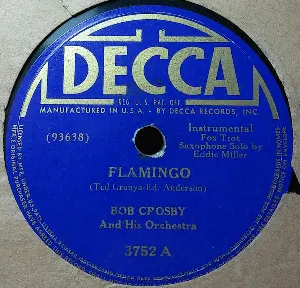 DECCA
REG. U.S. PAT. OFF.
MANUFACTURED IN U.S.A. - BY DECCA RECORDS, INC.
(93638)
Instrumental
Fox Trot
Saxophone Solo by
Eddie Miller
FLAMINGO
(Ted Grouya-Ed. Anderson)
BOB CROSBY
And His Orchestra
3752 A